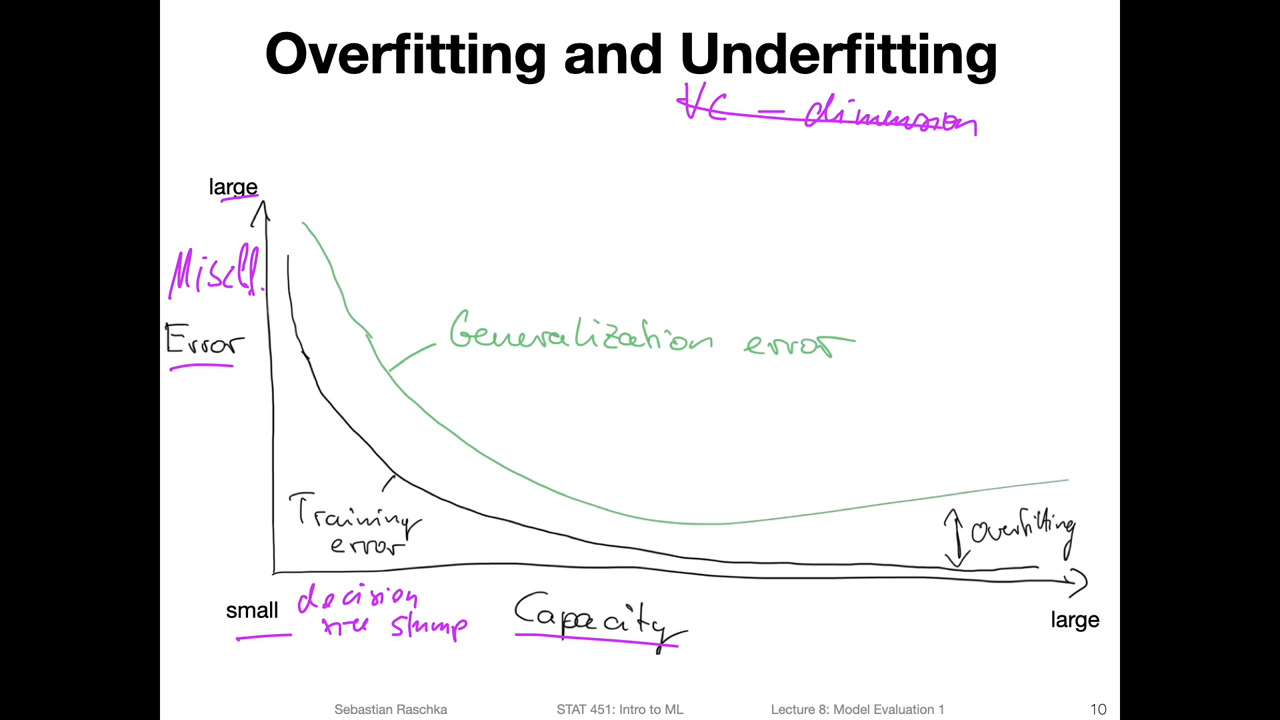 Overfitting and Underfitting
VC - dimension
large
Miscl.
Error
Generalization error
Training
error
overfitting
small
decision
tree stump
Capacity
large
Sebastian Raschka
STAT 451: Intro to ML
Lecture 8: Model Evaluation 1
10